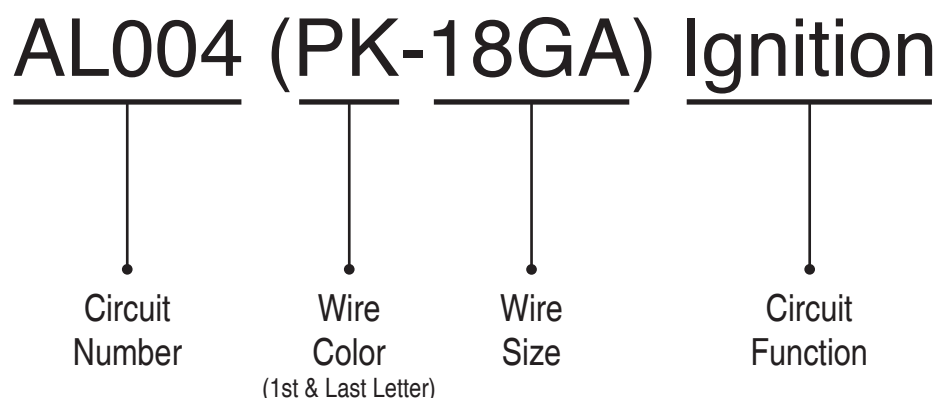 AL004 (PK-18GA) Ignition
Circuit Number
Wire Color
(1st & Last Letter)
Wire Size
Circuit Function